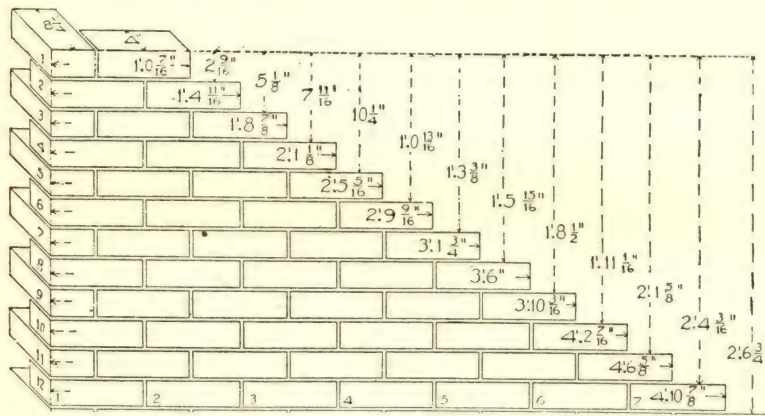 8 1/4
4"
1 1'.0 7/16" 2 9/16"
2 1'.4 11/16" 5 1/8"
3 1'.8 7/8" 7 11/16"
4 2'.1 1/8" 10 1/4"
5 2'.5 5/16" 1'.0 13/16"
6 2'.9 9/16" 1'.3 3/8"
7 3'.1 3/4" 1'.5 15/16"
8 3'.6" 1'.8 1/2"
9 3'.10 3/16" 1'.11 1/16"
10 4'.2 7/16" 2'.1 5/8"
11 4'.6 5/8" 2'.4 3/16"
12 4'.10 7/8" 2'.6 3/4
1 2 3 4 5 6 7